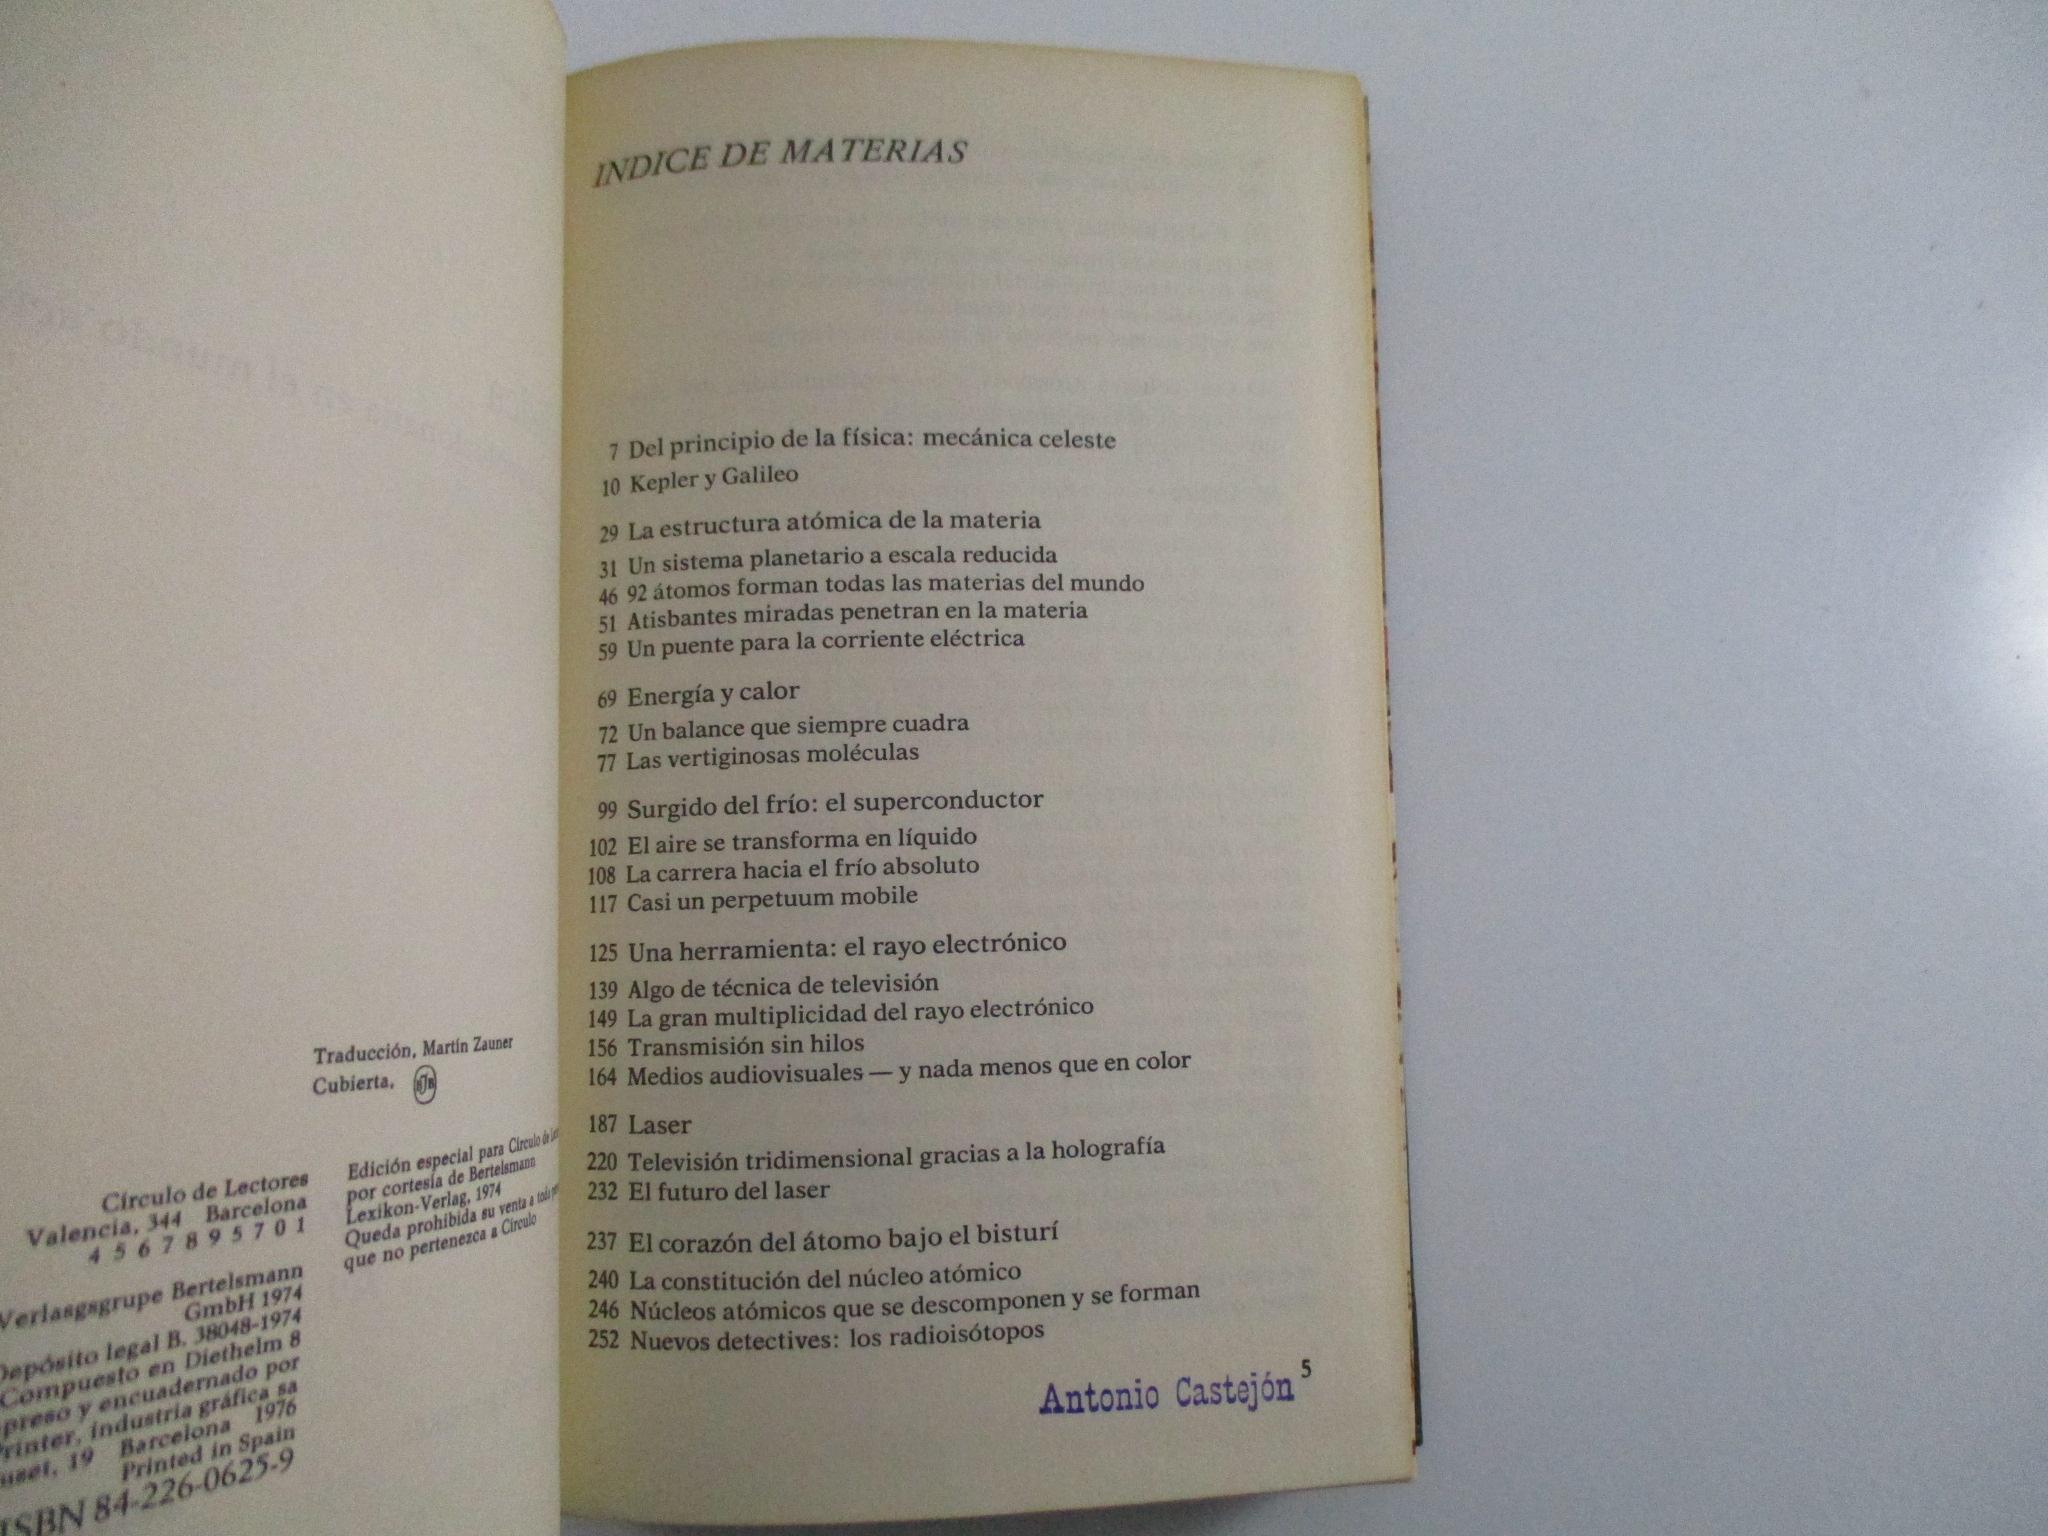 Traducción, Martín Zauner
Cubierta,
Círculo de Lectores
Valencia, 344 Barcelona
4 5 6 7 8 9 5 7 0 1
Edición especial para Círculo de
por cortesía de Bertelsmann
Lexikon-Verlag, 1974
Queda prohibida su venta a
que no pertenezca a Círculo
Verlasgsgrupe Bertelsmann
GmbH 1974
Depósito legal B. 38048-1974
Compuesto en Diethelm 8
y encuadernado por
Printer, industria gráfica sa
19 Barcelona 1976
Printed in Spain
ISBN 84-226-0625-9
INDICE DE MATERIAS
7 Del principio de la física: mecánica celeste
10 Kepler y Galileo
29 La estructura atómica de la materia
31 Un sistema planetario a escala reducida
46 92 átomos forman todas las materias del mundo
51 Atisbantes miradas penetran en la materia
59 Un puente para la corriente eléctrica
69 Energía y calor
72 Un balance que siempre cuadra
77 Las vertiginosas moléculas
99 Surgido del frío: el superconductor
102 El aire se transforma en líquido
108 La carrera hacia el frío absoluto
117 Casi un perpetuum mobile
125 Una herramienta: el rayo electrónico
139 Algo de técnica de televisión
149 La gran multiplicidad del rayo electrónico
156 Transmisión sin hilos
164 Medios audiovisuales — y nada menos que en color
187 Laser
220 Televisión tridimensional gracias a la holografía
232 El futuro del laser
237 El corazón del átomo bajo el bisturí
240 La constitución del núcleo atómico
246 Núcleos atómicos que se descomponen y se forman
252 Nuevos detectives: los radioisótopos
5
Antonio Castejón